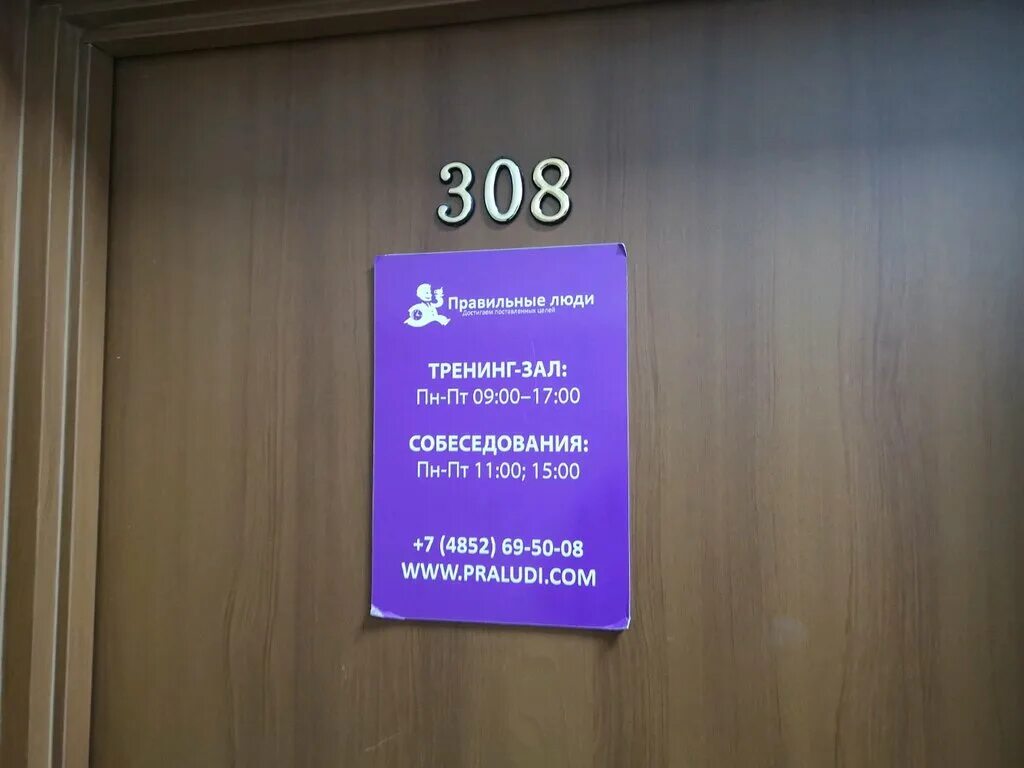 308
Правильные люди
Достигаем поставленных целей
ТРЕНИНГ-ЗАЛ:
Пн-Пт 09:00–17:00
СОБЕСЕДОВАНИЯ:
Пн-Пт 11:00; 15:00
+7 (4852) 69-50-08
WWW.PRALUDI.COM